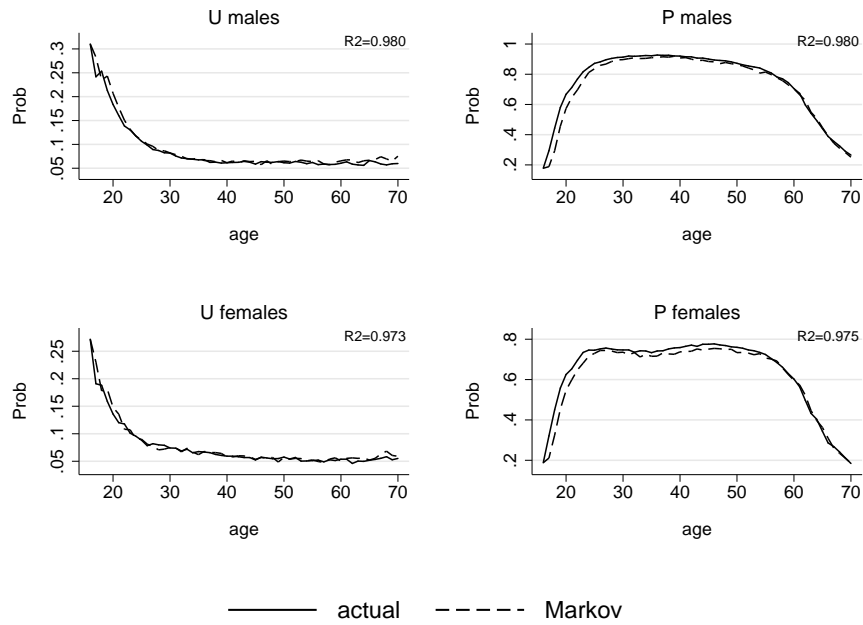 U males
R2=0.980
Prob
.05 .1 .15 .2 .25 .3
20 30 40 50 60 70
age
P males
R2=0.980
Prob
.2 .4 .6 .8 1
20 30 40 50 60 70
age
U females
R2=0.973
Prob
.05 .1 .15 .2 .25
20 30 40 50 60 70
age
P females
R2=0.975
Prob
.2 .4 .6 .8
20 30 40 50 60 70
age
actual Markov